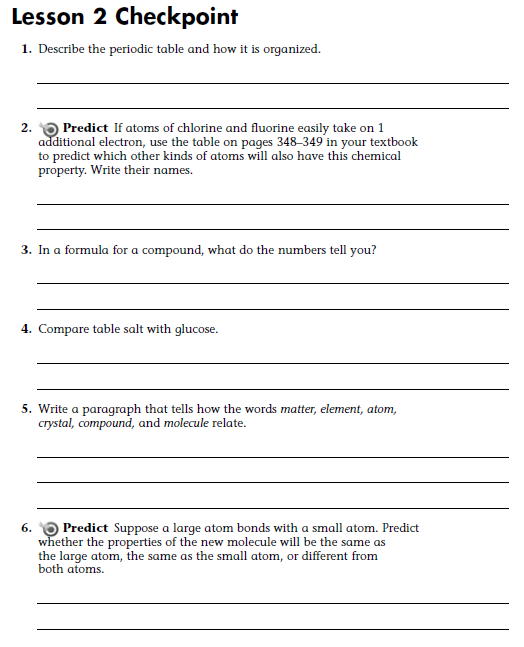 Lesson 2 Checkpoint
1. Describe the periodic table and how it is organized.
2. Predict If atoms of chlorine and fluorine easily take on 1
additional electron, use the table on pages 348–349 in your textbook
to predict which other kinds of atoms will also have this chemical
property. Write their names.
3. In a formula for a compound, what do the numbers tell you?
4. Compare table salt with glucose.
5. Write a paragraph that tells how the words matter, element, atom,
crystal, compound, and molecule relate.
6. Predict Suppose a large atom bonds with a small atom. Predict
whether the properties of the new molecule will be the same as
the large atom, the same as the small atom, or different from
both atoms.